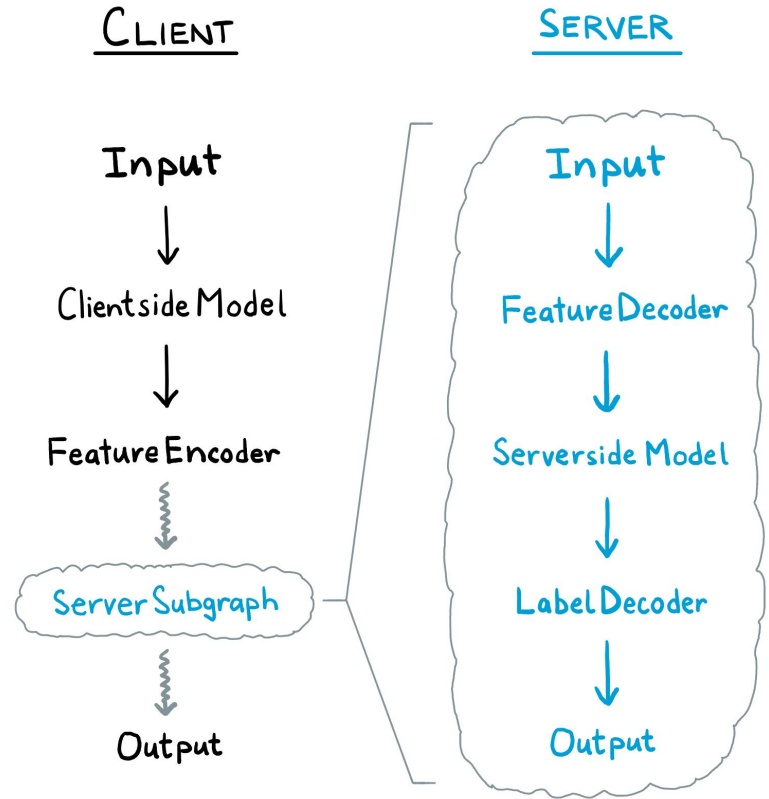 CLIENT
Input
Clientside Model
Feature Encoder
Server Subgraph
Output
SERVER
Input
Feature Decoder
Serverside Model
Label Decoder
Output